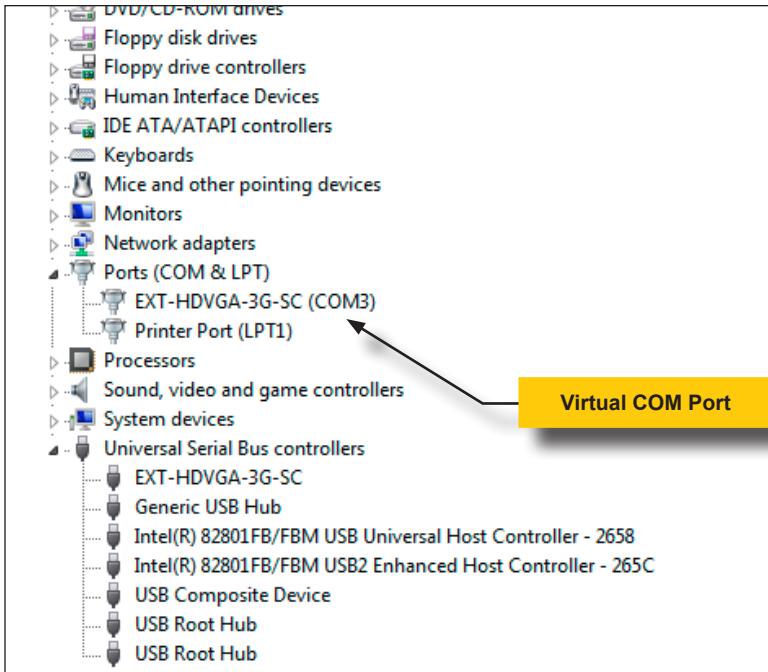 DVD/CD-ROM drives
Floppy disk drives
Floppy drive controllers
Human Interface Devices
IDE ATA/ATAPI controllers
Keyboards
Mice and other pointing devices
Monitors
Network adapters
Ports (COM & LPT)
EXT-HDVGA-3G-SC (COM3)
Printer Port (LPT1)
Processors
Sound, video and game controllers
Virtual COM Port
System devices
Universal Serial Bus controllers
EXT-HDVGA-3G-SC
Generic USB Hub
Intel(R) 82801FB/FBM USB Universal Host Controller - 2658
Intel(R) 82801FB/FBM USB2 Enhanced Host Controller - 265C
USB Composite Device
USB Root Hub
USB Root Hub